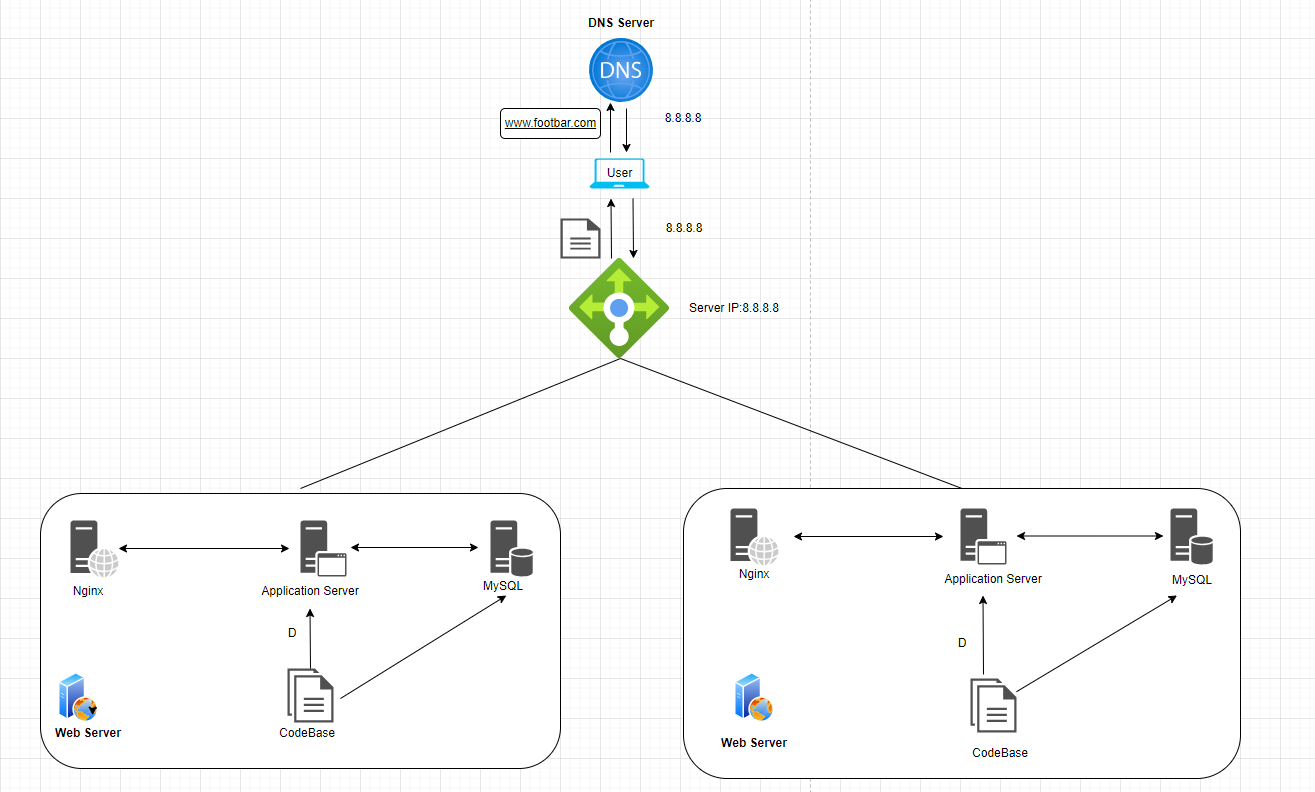 DNS Server
DNS
www.footbar.com
8.8.8.8
User
8.8.8.8
Server IP:8.8.8.8
Nginx
Application Server
MySQL
D
CodeBase
Web Server
Nginx
Application Server
MySQL
D
CodeBase
Web Server